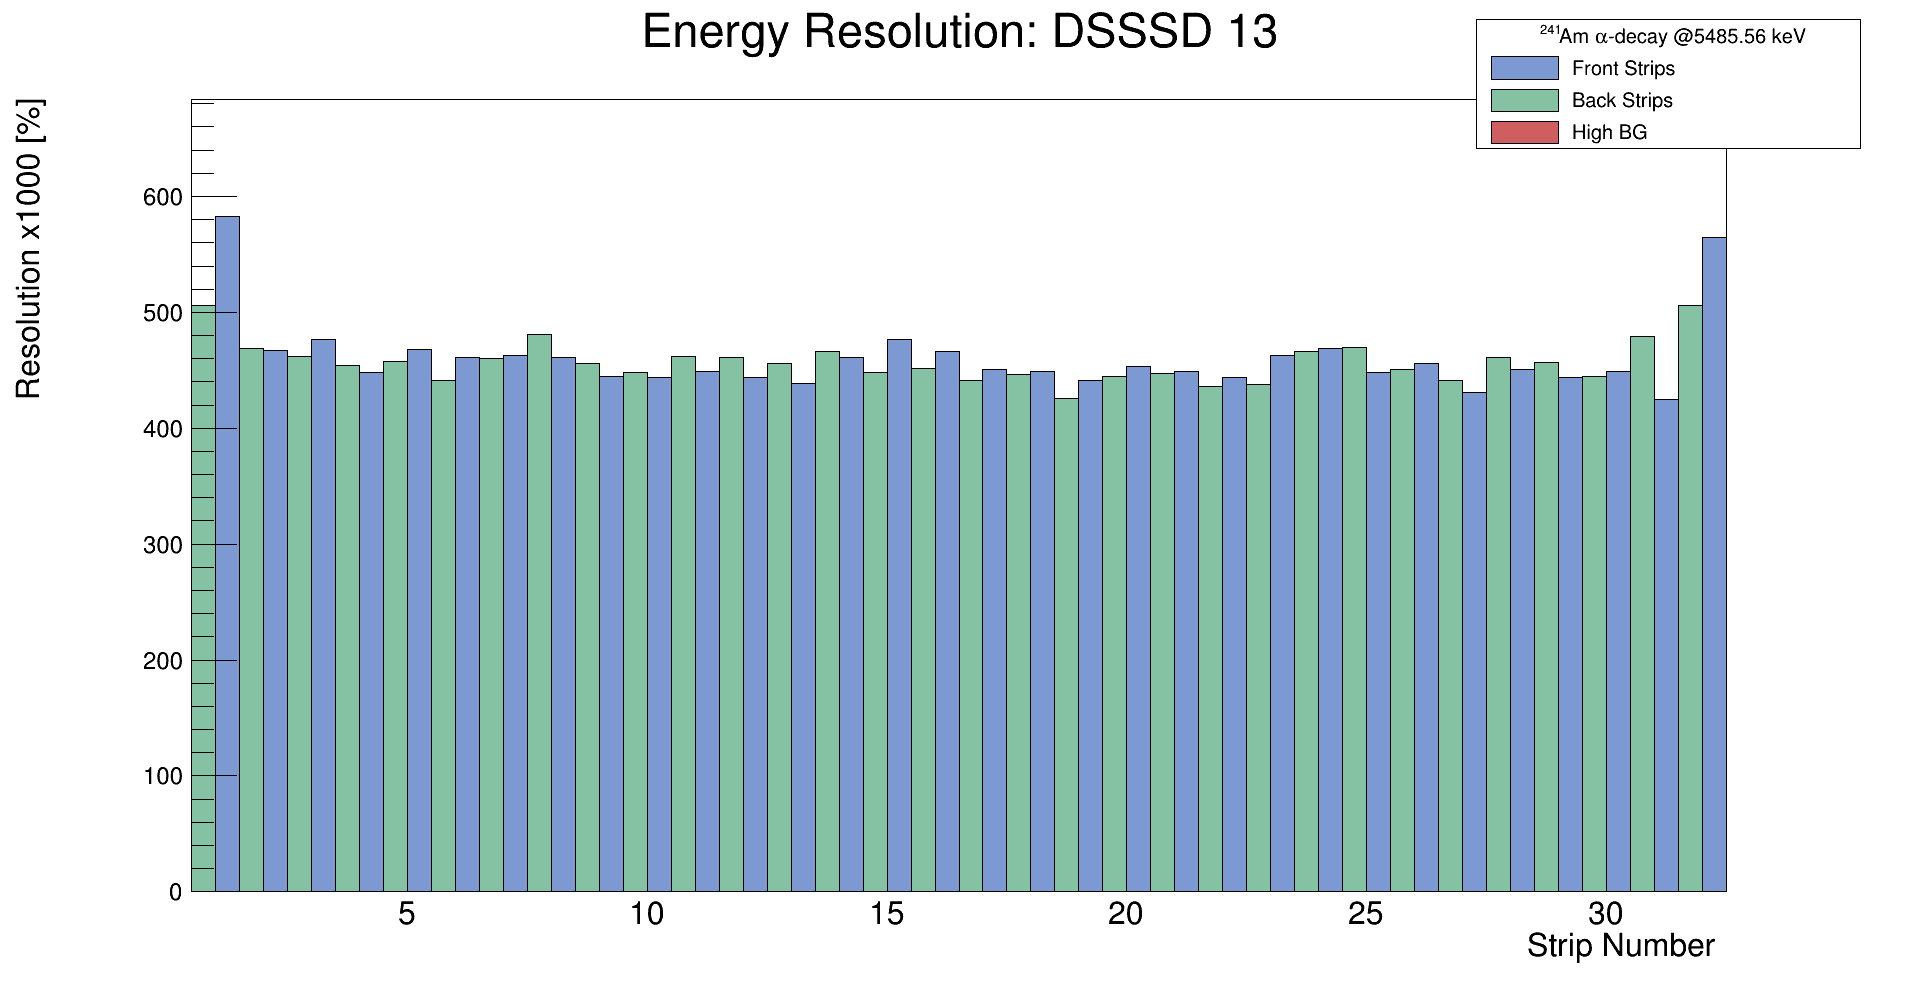 Energy Resolution: DSSSD 13
²⁴¹Am α-decay @5485.56 keV
Front Strips
Back Strips
High BG
Resolution x1000 [%]
600
500
400
300
200
100
0
5 10 15 20 25 30
Strip Number